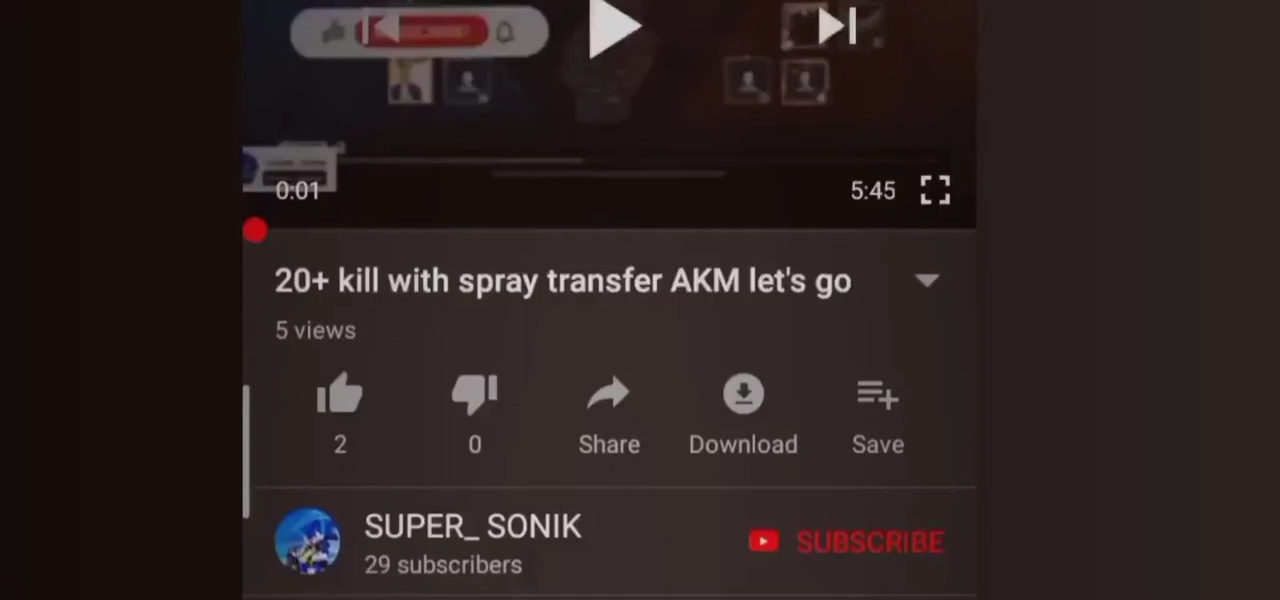 0:01
5:45
20+ kill with spray transfer AKM let's go
5 views
2
0
Share
Download
Save
SUPER_ SONIK
29 subscribers
SUBSCRIBE